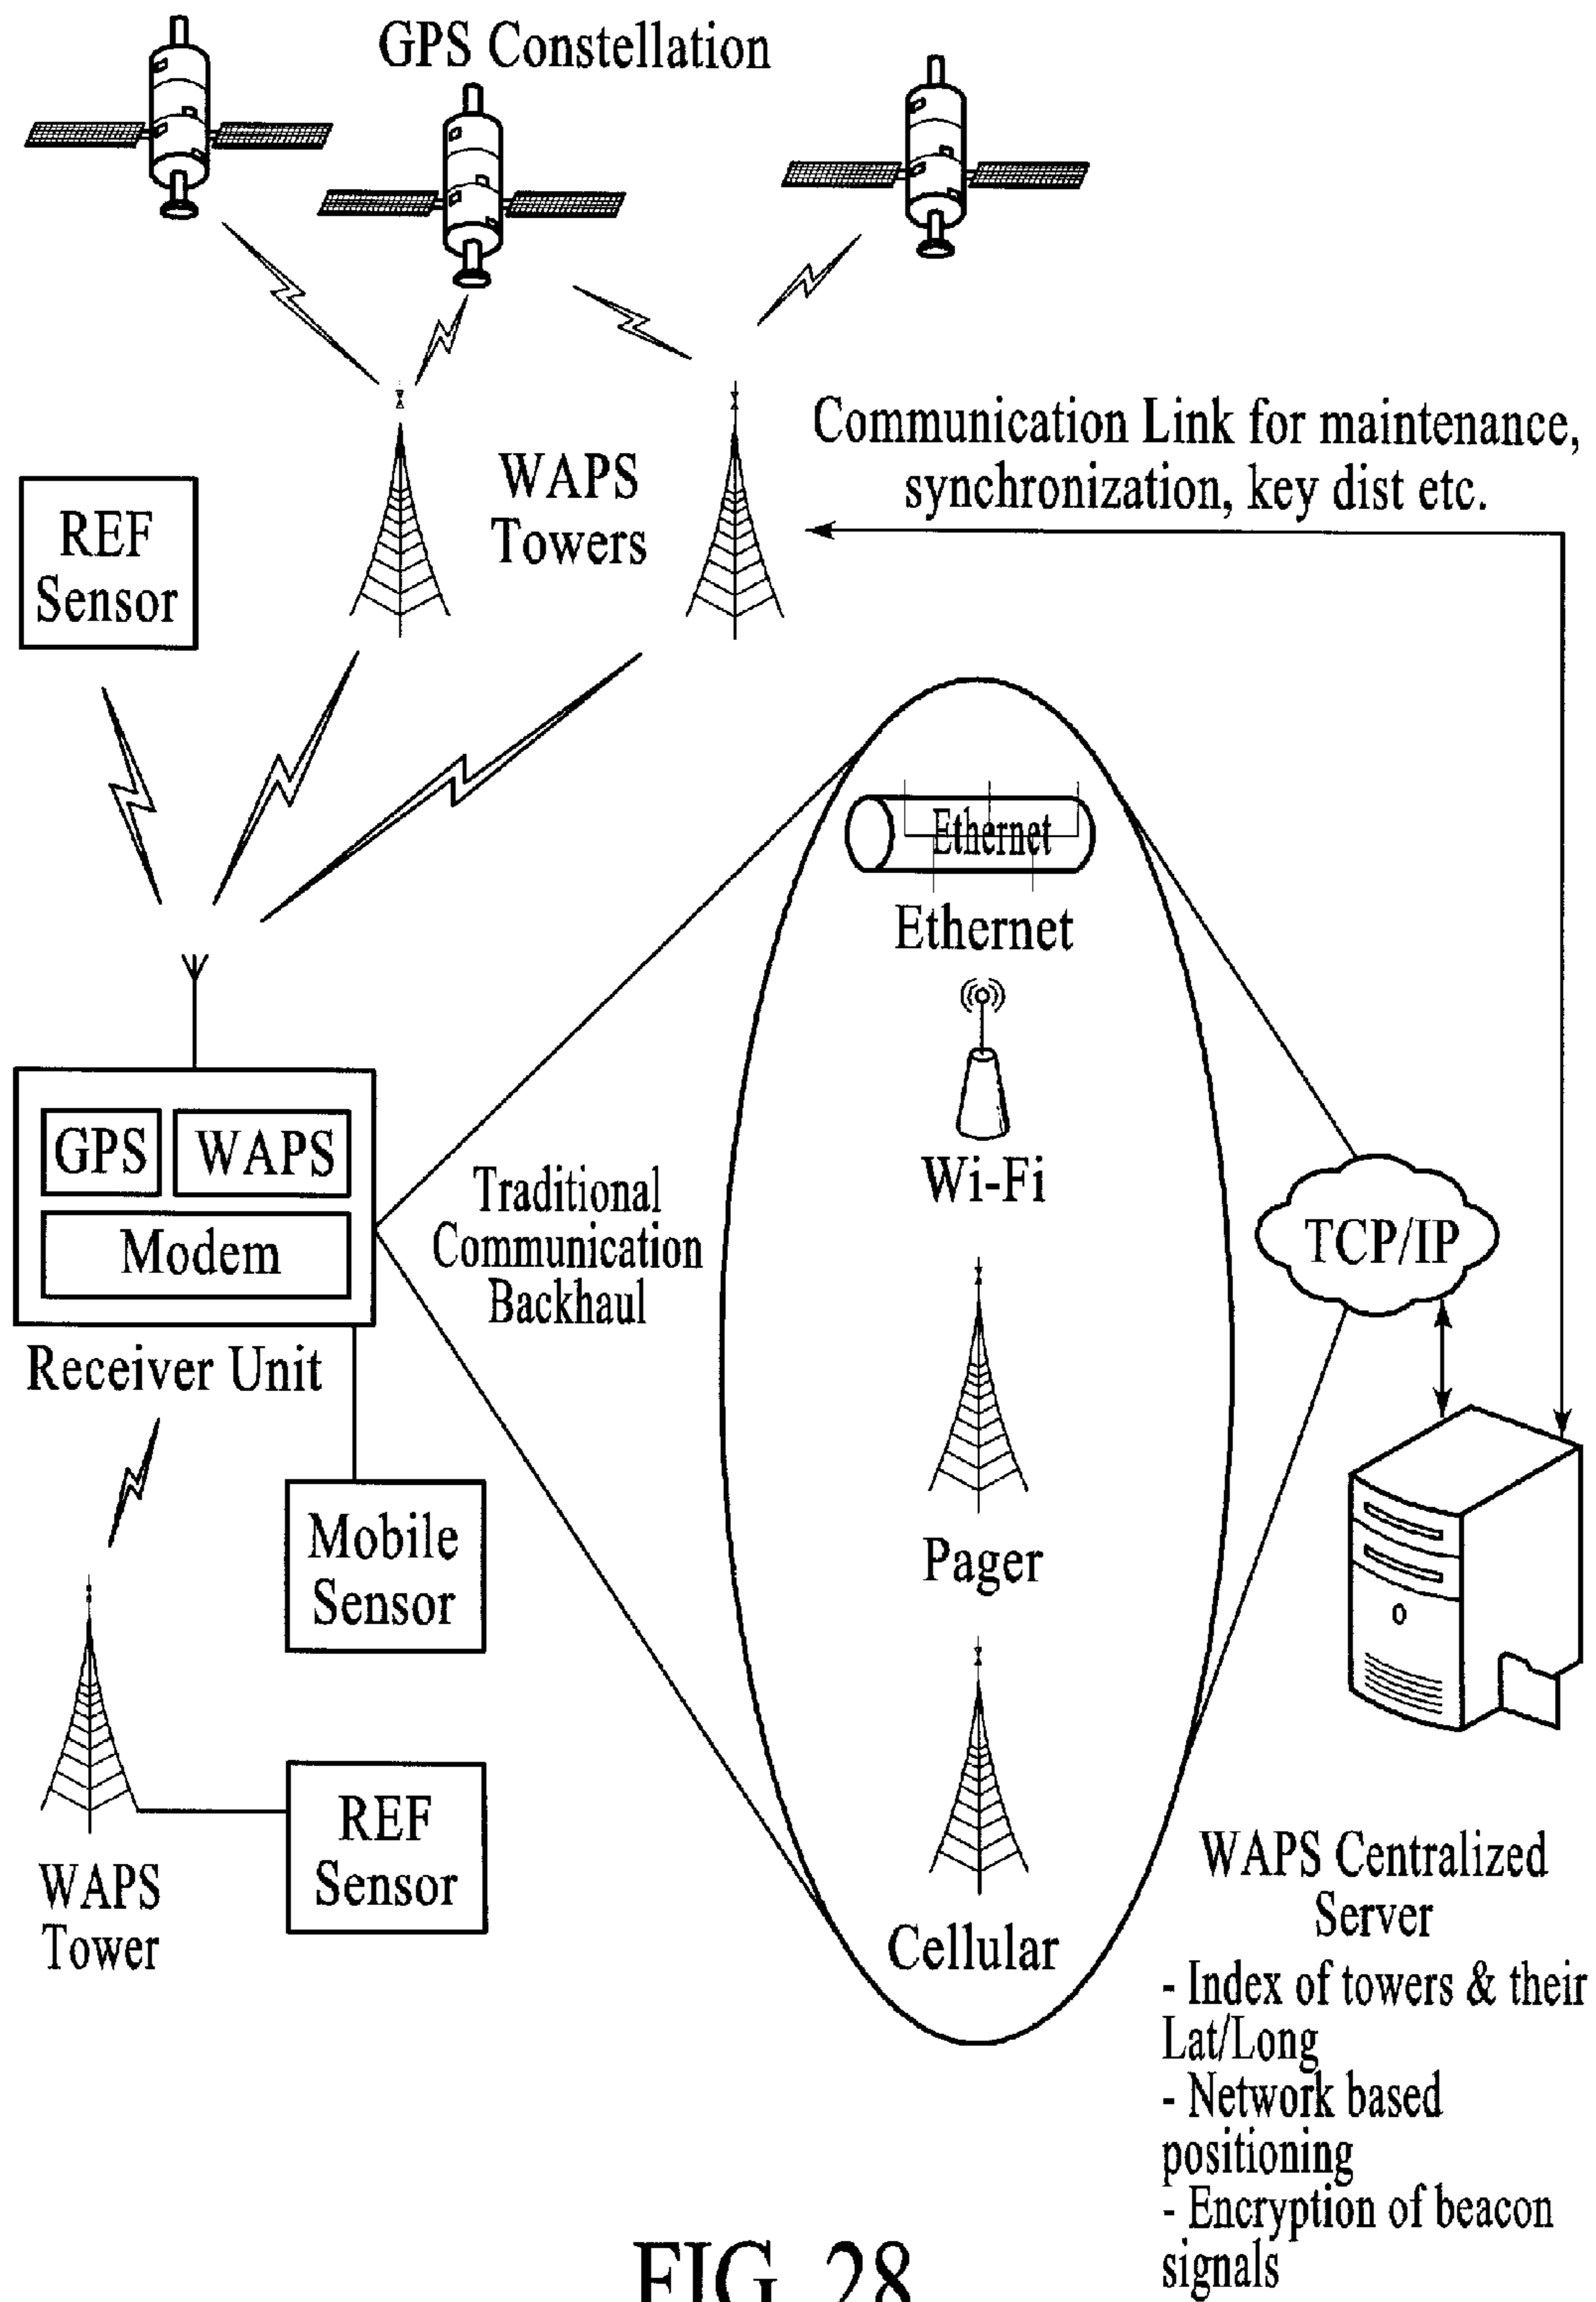 GPS Constellation
Communication Link for maintenance,
synchronization, key dist etc.
WAPS
Towers
REF
Sensor
Ethernet
Ethernet
Wi-Fi
GPS
WAPS
Modem
Receiver Unit
Traditional
Communication
Backhaul
TCP/IP
Pager
Mobile
Sensor
REF
Sensor
WAPS
Tower
Cellular
WAPS Centralized
Server
- Index of towers & their
Lat/Long
- Network based
positioning
- Encryption of beacon
signals
FIG. 28